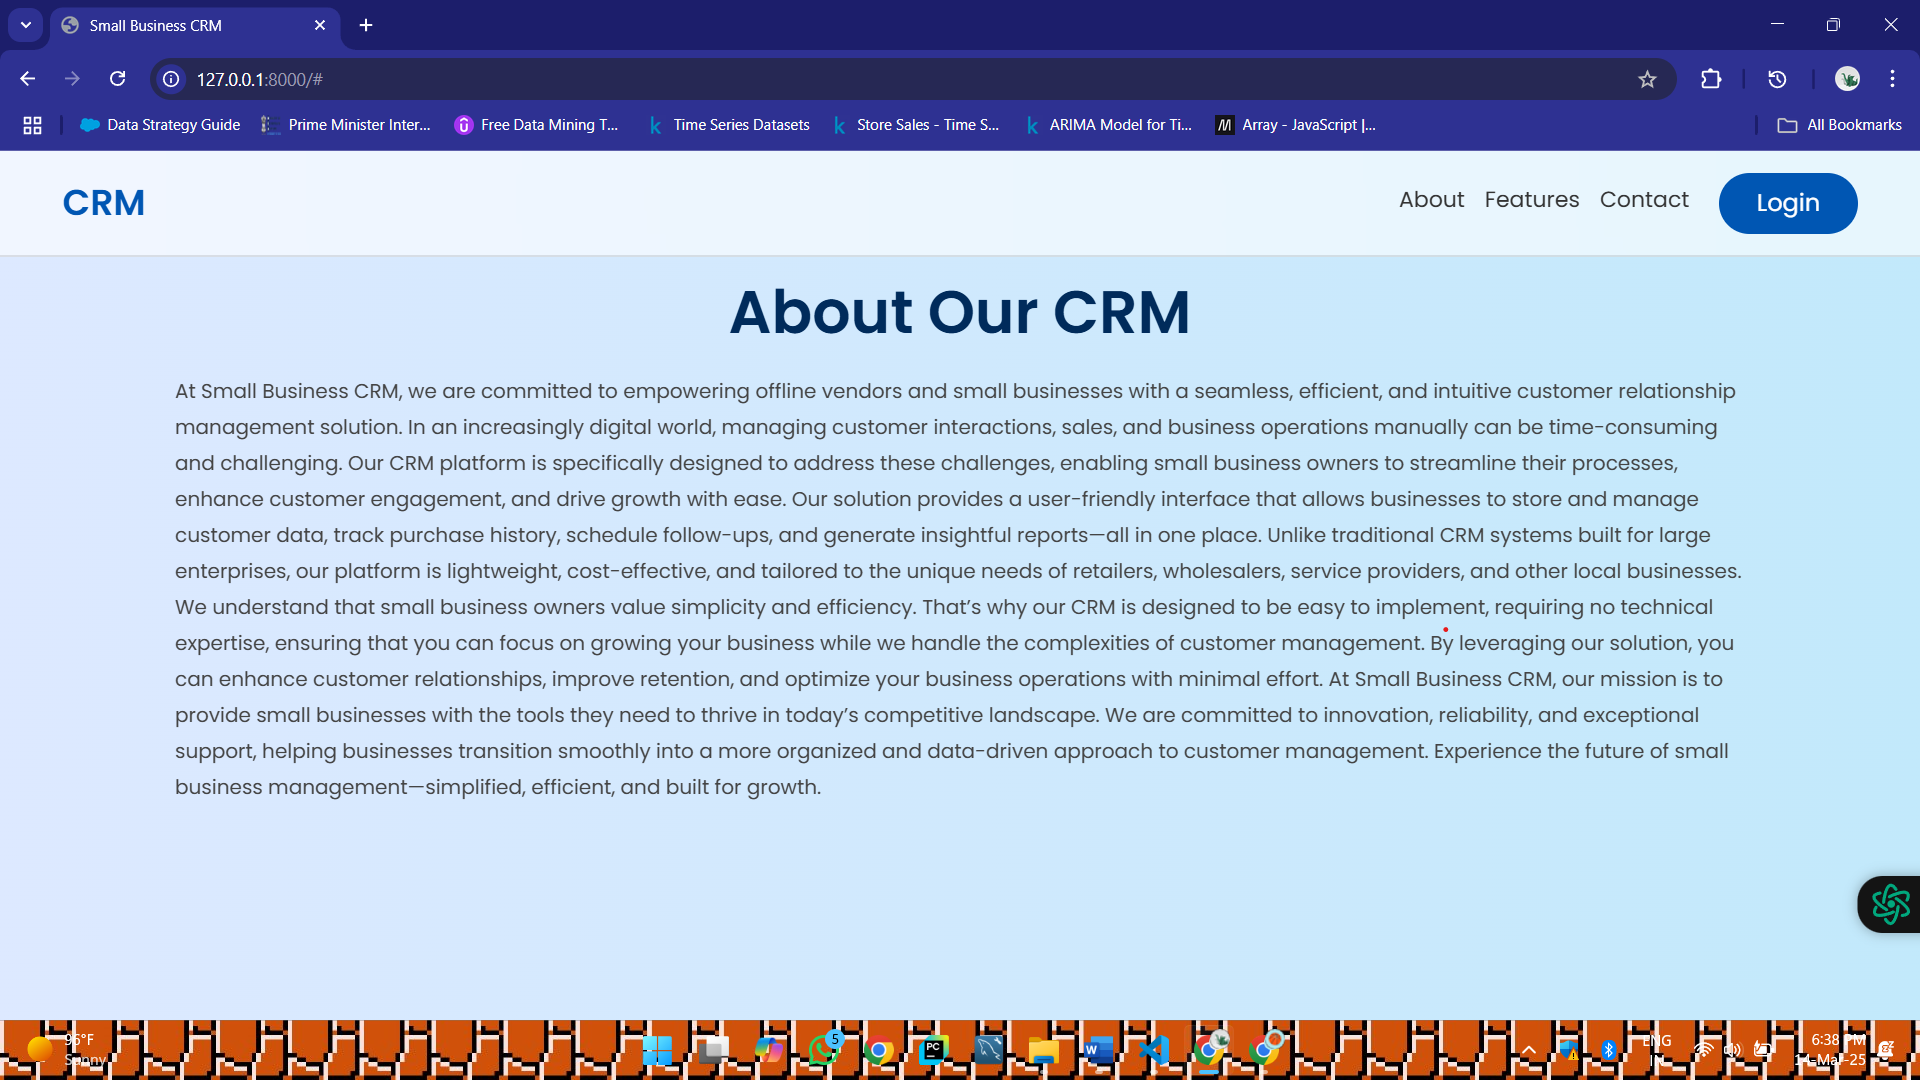 Small Business CRM
127.0.0.1:8000/#
Data Strategy Guide
Prime Minister Inter...
Free Data Mining T...
Time Series Datasets
Store Sales - Time S...
ARIMA Model for Ti...
Array - JavaScript |...
All Bookmarks
CRM
About Features Contact Login
About Our CRM
At Small Business CRM, we are committed to empowering offline vendors and small businesses with a seamless, efficient, and intuitive customer relationship
management solution. In an increasingly digital world, managing customer interactions, sales, and business operations manually can be time-consuming
and challenging. Our CRM platform is specifically designed to address these challenges, enabling small business owners to streamline their processes,
enhance customer engagement, and drive growth with ease. Our solution provides a user-friendly interface that allows businesses to store and manage
customer data, track purchase history, schedule follow-ups, and generate insightful reports—all in one place. Unlike traditional CRM systems built for large
enterprises, our platform is lightweight, cost-effective, and tailored to the unique needs of retailers, wholesalers, service providers, and other local businesses.
We understand that small business owners value simplicity and efficiency. That’s why our CRM is designed to be easy to implement, requiring no technical
expertise, ensuring that you can focus on growing your business while we handle the complexities of customer management. By leveraging our solution, you
can enhance customer relationships, improve retention, and optimize your business operations with minimal effort. At Small Business CRM, our mission is to
provide small businesses with the tools they need to thrive in today’s competitive landscape. We are committed to innovation, reliability, and exceptional
support, helping businesses transition smoothly into a more organized and data-driven approach to customer management. Experience the future of small
business management—simplified, efficient, and built for growth.
96°F
Sunny
5
PC
W
ENG
IN
6:38 PM
14-Mar-25